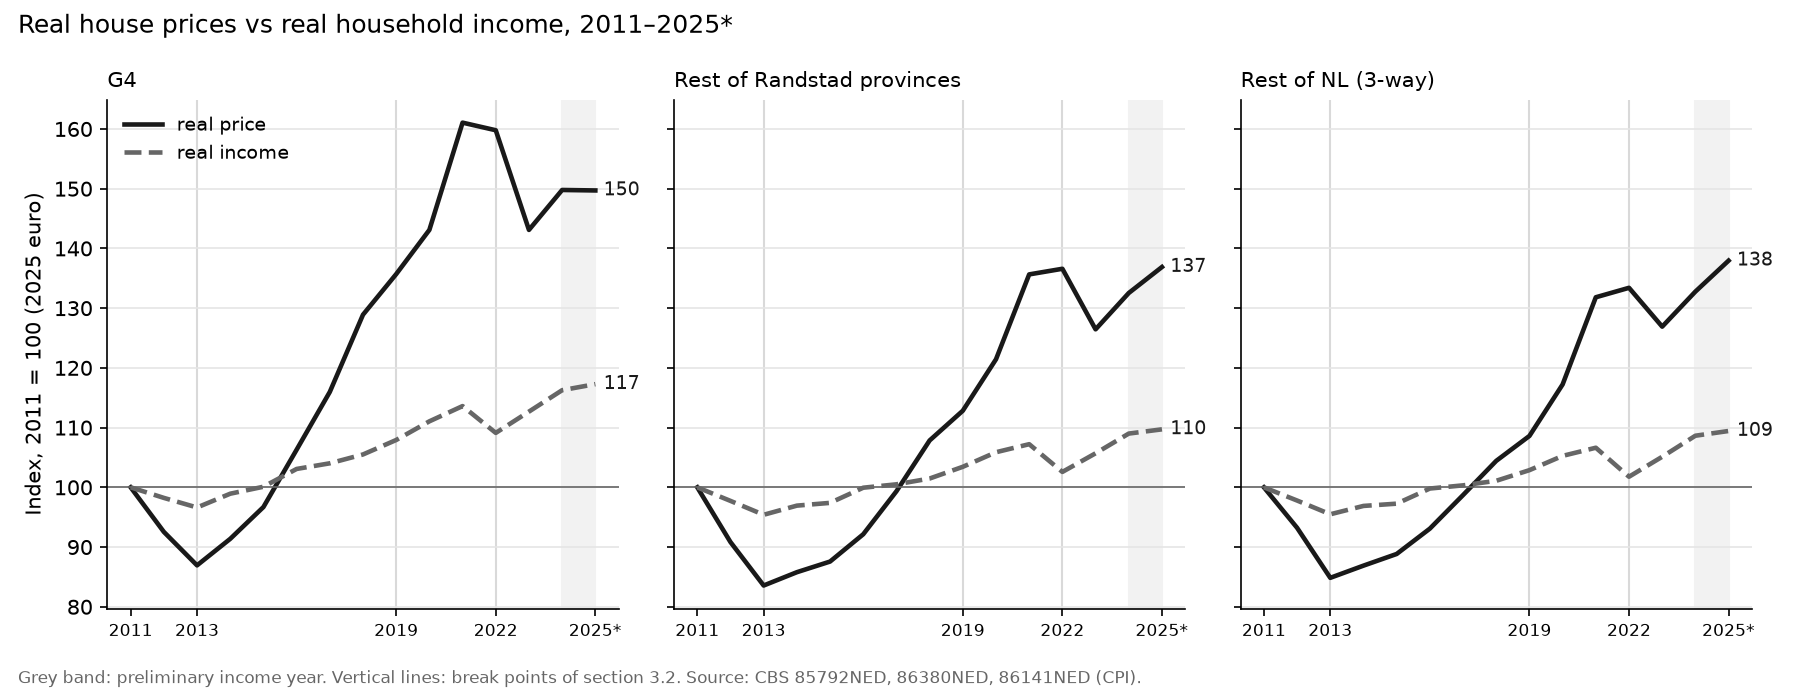 Real house prices vs real household income, 2011–2025*
G4
Rest of Randstad provinces
Rest of NL (3-way)
Index, 2011 = 100 (2025 euro)
160
150
140
130
120
110
100
90
80
real price
real income
150
117
137
110
138
109
2011 2013 2019 2022 2025*
2011 2013 2019 2022 2025*
2011 2013 2019 2022 2025*
Grey band: preliminary income year. Vertical lines: break points of section 3.2. Source: CBS 85792NED, 86380NED, 86141NED (CPI).